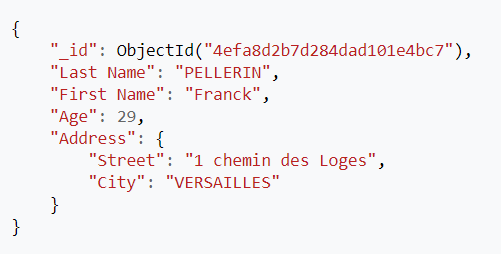 {
    "_id": ObjectId("4efa8d2b7d284dad101e4bc7"),
    "Last Name": "PELLERIN",
    "First Name": "Franck",
    "Age": 29,
    "Address": {
        "Street": "1 chemin des Loges",
        "City": "VERSAILLES"
    }
}